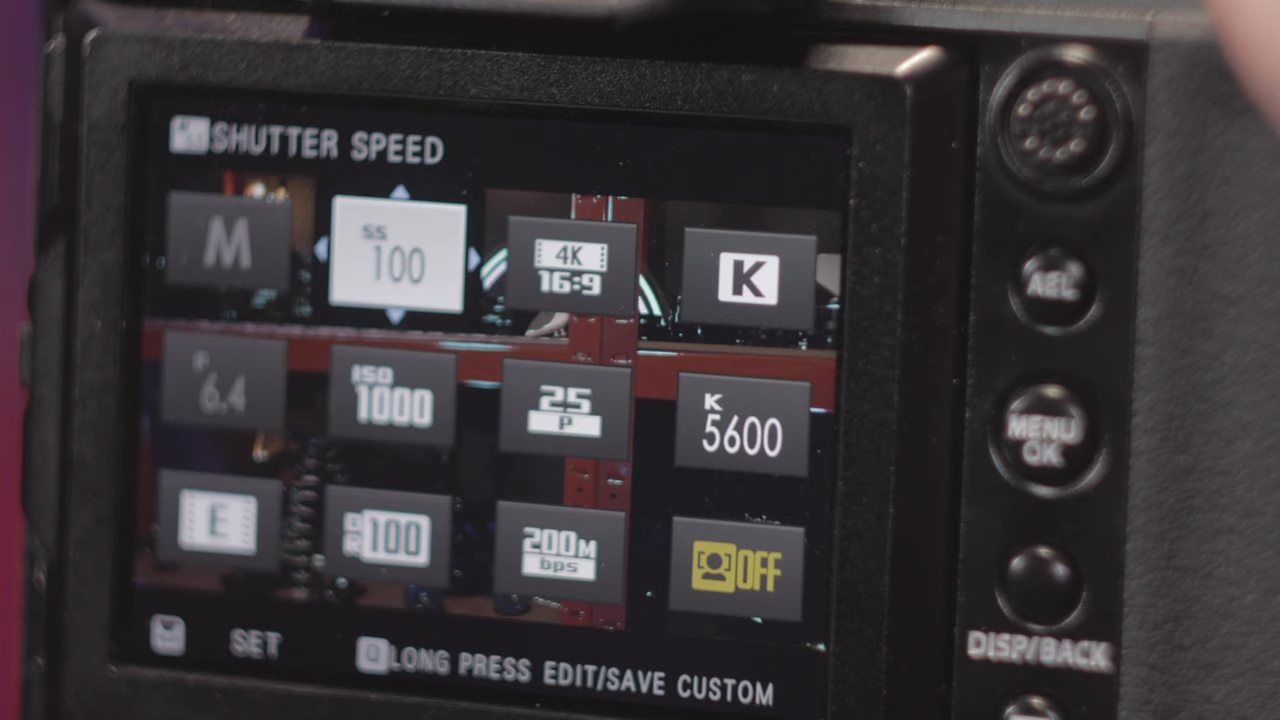 SHUTTER SPEED
M
SS
100
4K
16:9
K
F
6.4
ISO
1000
25
P
K
5600
E
DR
100
200M
bps
OFF
SET
Q LONG PRESS EDIT/SAVE CUSTOM
AEL
MENU
OK
DISP/BACK